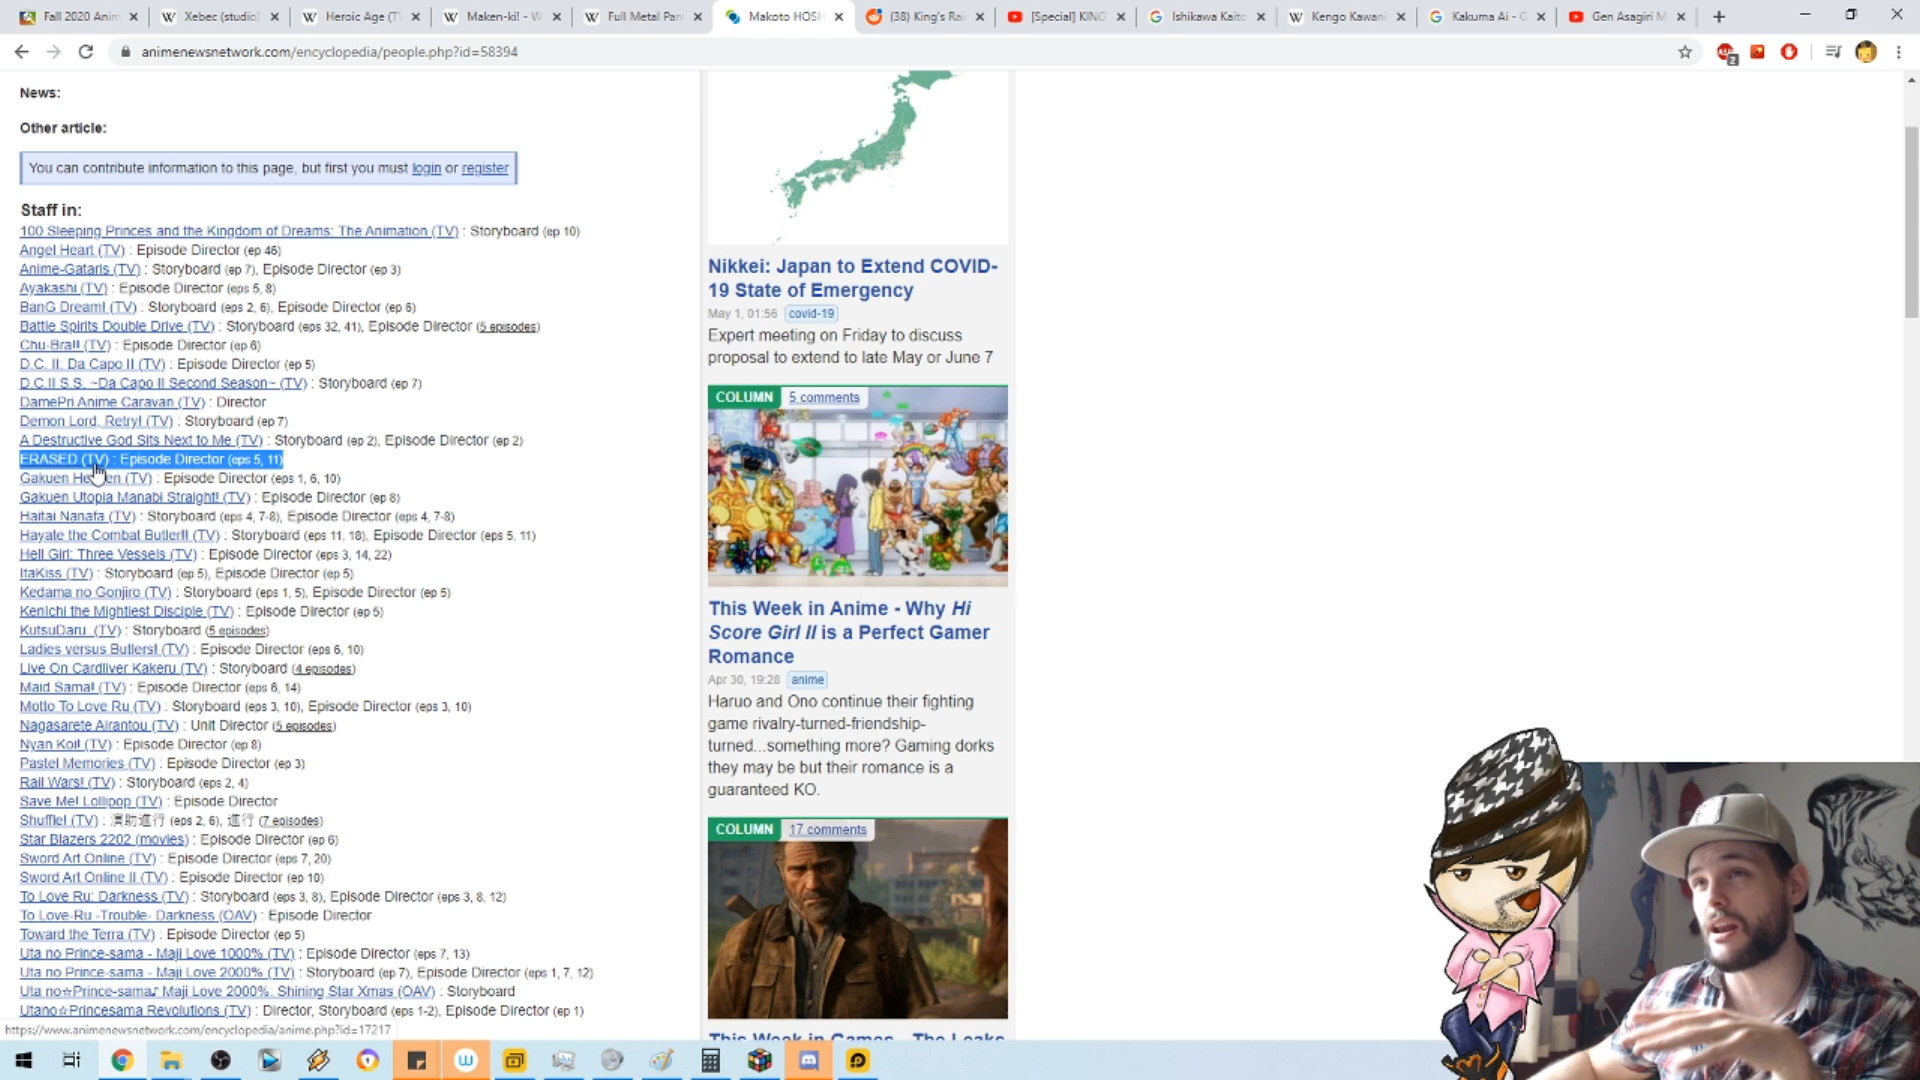 Fall 2020 Anim
Xebec (studio)
Heroic Age (T
Maken-ki! - W
Full Metal Pan
Makoto HOSH
(38) King's Rai
[Special] KING'
Ishikawa Kaito
Kengo Kawani
Kakuma Ai - G
Gen Asagiri M
animenewsnetwork.com/encyclopedia/people.php?id=58394
2
News:
Other article:
You can contribute information to this page, but first you must login or register
Staff in:
100 Sleeping Princes and the Kingdom of Dreams: The Animation (TV) : Storyboard (ep 10)
Angel Heart (TV) : Episode Director (ep 46)
Anime-Gataris (TV) : Storyboard (ep 7), Episode Director (ep 3)
Ayakashi (TV) : Episode Director (eps 5, 8)
BanG Dream! (TV) : Storyboard (eps 2, 6), Episode Director (ep 6)
Battle Spirits Double Drive (TV) : Storyboard (eps 32, 41), Episode Director (5 episodes)
Chu-Bra!! (TV) : Episode Director (ep 6)
D.C. II: Da Capo II (TV) : Episode Director (ep 5)
D.C.II S.S. ~Da Capo II Second Season~ (TV) : Storyboard (ep 7)
DamePri Anime Caravan (TV) : Director
Demon Lord, Retry! (TV) : Storyboard (ep 7)
A Destructive God Sits Next to Me (TV) : Storyboard (ep 2), Episode Director (ep 2)
ERASED (TV) : Episode Director (eps 5, 11)
Gakuen He en (TV) : Episode Director (eps 1, 6, 10)
Gakuen Utopia Manabi Straight! (TV) : Episode Director (ep 8)
Haitai Nanafa (TV) : Storyboard (eps 4, 7-8), Episode Director (eps 4, 7-8)
Hayate the Combat Butler!! (TV) : Storyboard (eps 11, 18), Episode Director (eps 5, 11)
Hell Girl: Three Vessels (TV) : Episode Director (eps 3, 14, 22)
ItaKiss (TV) : Storyboard (ep 5), Episode Director (ep 5)
Kedama no Gonjiro (TV) : Storyboard (eps 1, 5), Episode Director (ep 5)
Kenichi the Mightiest Disciple (TV) : Episode Director (ep 5)
KutsuDaru. (TV) : Storyboard (5 episodes)
Ladies versus Butlers! (TV) : Episode Director (eps 6, 10)
Live On Cardliver Kakeru (TV) : Storyboard (4 episodes)
Maid Sama! (TV) : Episode Director (eps 6, 14)
Motto To Love Ru (TV) : Storyboard (eps 3, 10), Episode Director (eps 3, 10)
Nagasarete Airantou (TV) : Unit Director (5 episodes)
Nyan Koi! (TV) : Episode Director (ep 8)
Pastel Memories (TV) : Episode Director (ep 3)
Rail Wars! (TV) : Storyboard (eps 2, 4)
Save Me! Lollipop (TV) : Episode Director
Shuffle! (TV) : 演助進行 (eps 2, 6), 進行 (7 episodes)
Star Blazers 2202 (movies) : Episode Director (ep 6)
Sword Art Online (TV) : Episode Director (eps 7, 20)
Sword Art Online II (TV) : Episode Director (ep 10)
To Love Ru: Darkness (TV) : Storyboard (eps 3, 8), Episode Director (eps 3, 8, 12)
To Love-Ru -Trouble- Darkness (OAV) : Episode Director
Toward the Terra (TV) : Episode Director (ep 5)
Uta no Prince-sama - Maji Love 1000% (TV) : Episode Director (eps 7, 13)
Uta no Prince-sama - Maji Love 2000% (TV) : Storyboard (ep 7), Episode Director (eps 1, 7, 12)
Uta no☆Prince-sama♪ Maji Love 2000%: Shining Star Xmas (OAV) : Storyboard
Utano☆Princesama Revolutions (TV) : Director, Storyboard (eps 1-2), Episode Director (ep 1)
https://www.animenewsnetwork.com/encyclopedia/anime.php?id=17217
Nikkei: Japan to Extend COVID-
19 State of Emergency
May 1, 01:56 covid-19
Expert meeting on Friday to discuss
proposal to extend to late May or June 7
COLUMN 5 comments
This Week in Anime - Why Hi
Score Girl II is a Perfect Gamer
Romance
Apr 30, 19:28 anime
Haruo and Ono continue their fighting
game rivalry-turned-friendship-
turned...something more? Gaming dorks
they may be but their romance is a
guaranteed KO.
COLUMN 17 comments
This Week in Games - The Leaks